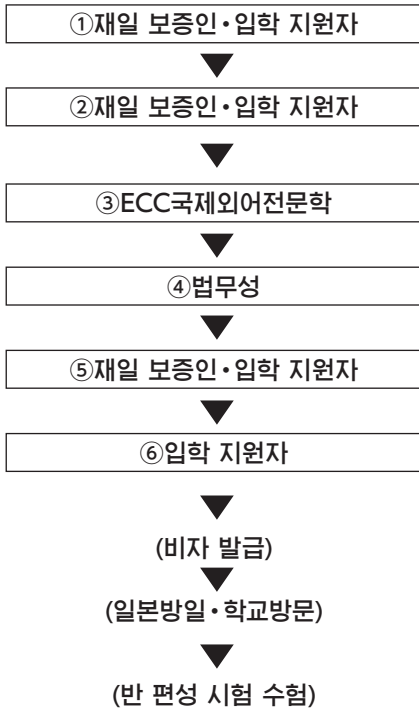 ①재일 보증인•입학 지원자
②재일 보증인•입학 지원자
③ECC국제외어전문학
④법무성
⑤재일 보증인•입학 지원자
⑥입학 지원자
(비자 발급)
(일본방일•학교방문)
(반 편성 시험 수험)